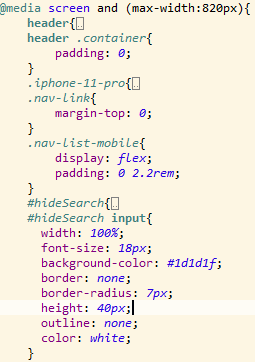 @media screen and (max-width:820px){
header{..
header .container{
padding: 0;
}
.iphone-11-pro{..
.nav-link{
margin-top: 0;
}
.nav-list-mobile{
display: flex;
padding: 0 2.2rem;
}
#hideSearch{..
#hideSearch input{
width: 100%;
font-size: 18px;
background-color: #1d1d1f;
border: none;
border-radius: 7px;
height: 40px;
outline: none;
color: white;
}